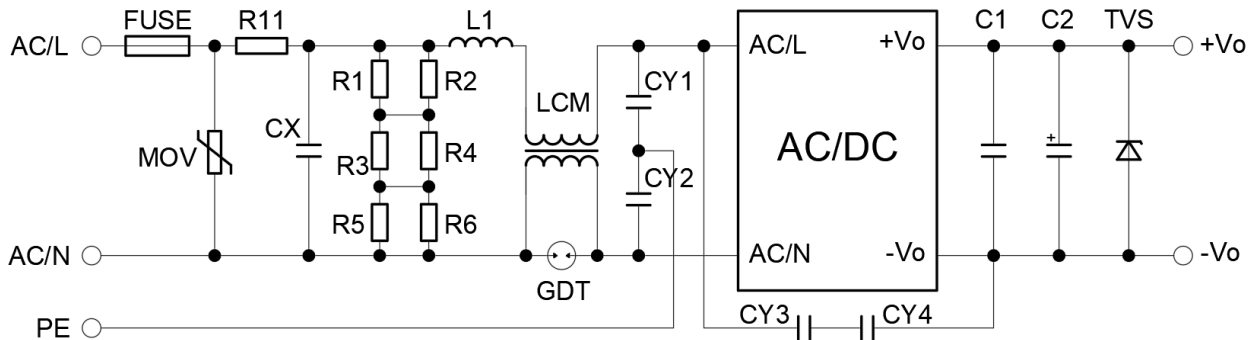 FUSE
R11
L1
C1
C2
TVS
AC/L
AC/L
+Vo
+Vo
R1
R2
CY1
LCM
CX
MOV
R3
R4
AC/DC
+
CY2
R5
R6
AC/N
AC/N
-Vo
-Vo
GDT
PE
CY3
CY4